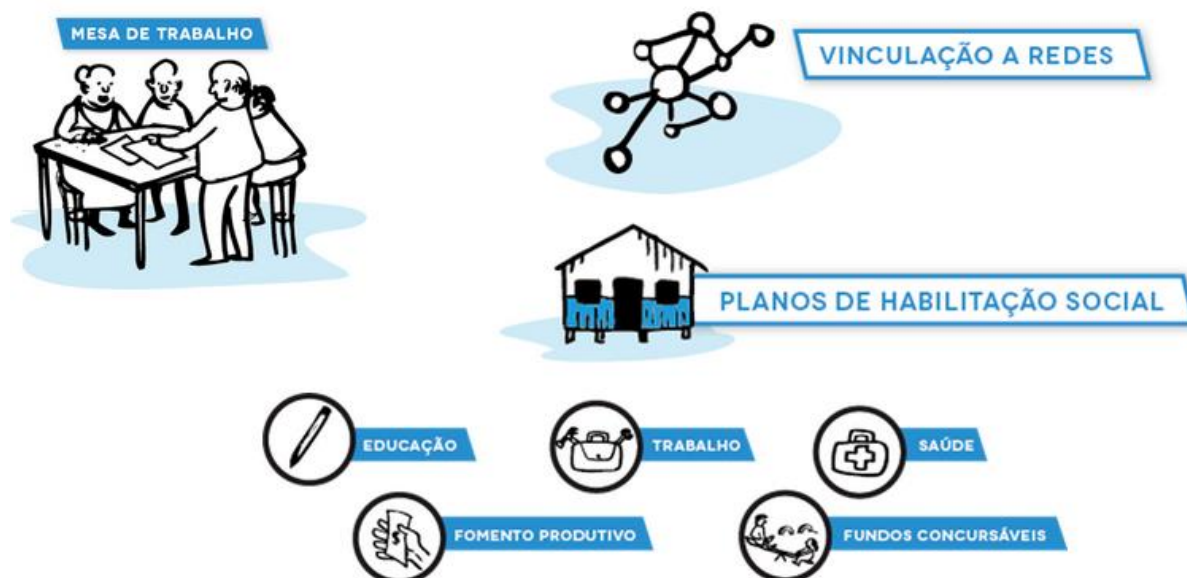 MESA DE TRABALHO
VINCULAÇÃO A REDES
PLANOS DE HABILITAÇÃO SOCIAL
EDUCAÇÃO
TRABALHO
SAÚDE
FOMENTO PRODUTIVO
FUNDOS CONCURSÁVEIS